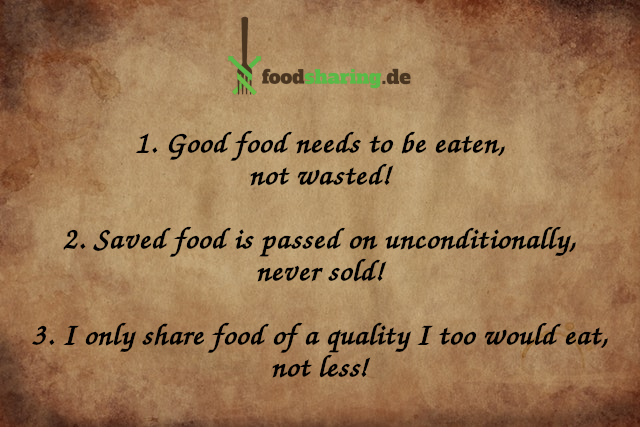 foodsharing.de
1. Good food needs to be eaten,
not wasted!
2. Saved food is passed on unconditionally,
never sold!
3. I only share food of a quality I too would eat,
not less!